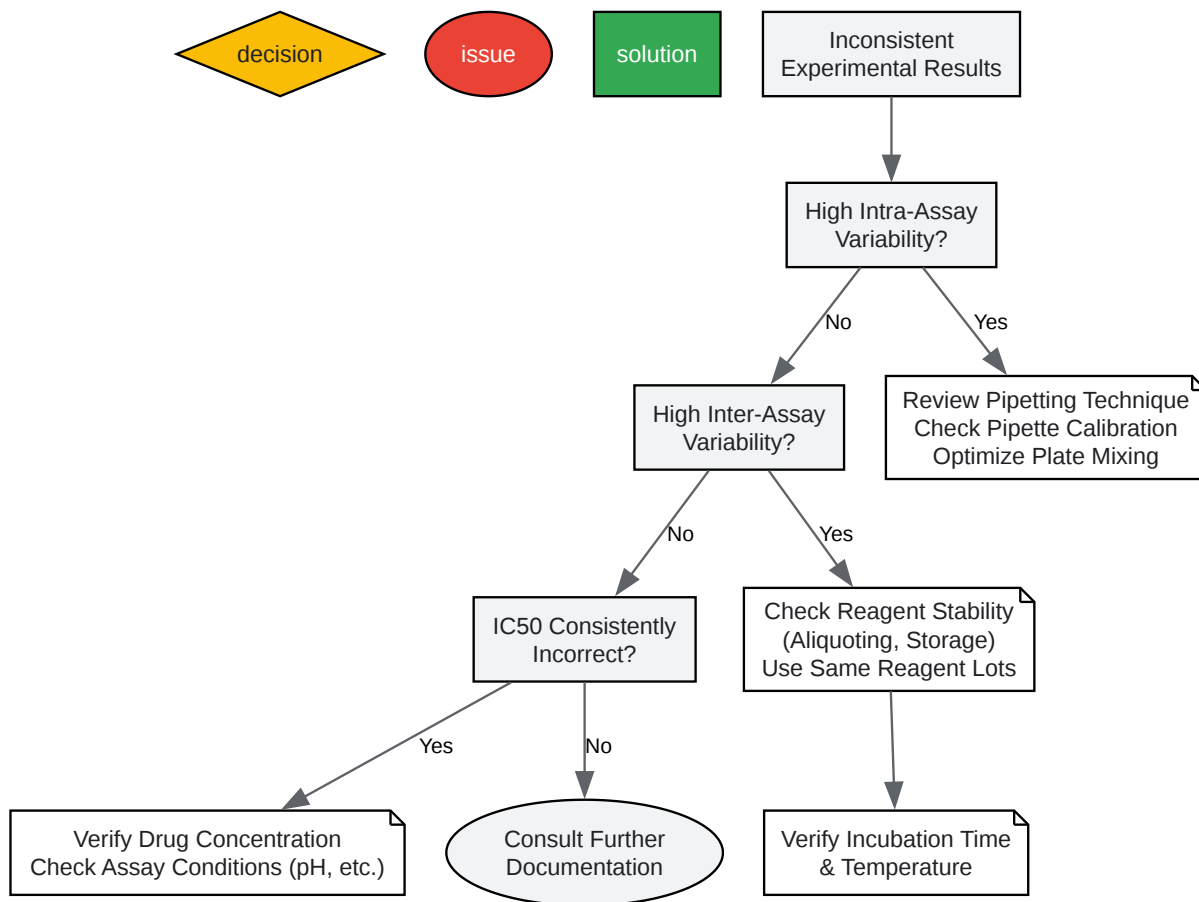 decision
issue
solution
Inconsistent
Experimental Results
High Intra-Assay
Variability?
No
Yes
High Inter-Assay
Variability?
Review Pipetting Technique
Check Pipette Calibration
Optimize Plate Mixing
No
Yes
IC50 Consistently
Incorrect?
Check Reagent Stability
(Aliquoting, Storage)
Use Same Reagent Lots
Yes
No
Verify Drug Concentration
Check Assay Conditions (pH, etc.)
Consult Further
Documentation
Verify Incubation Time
& Temperature